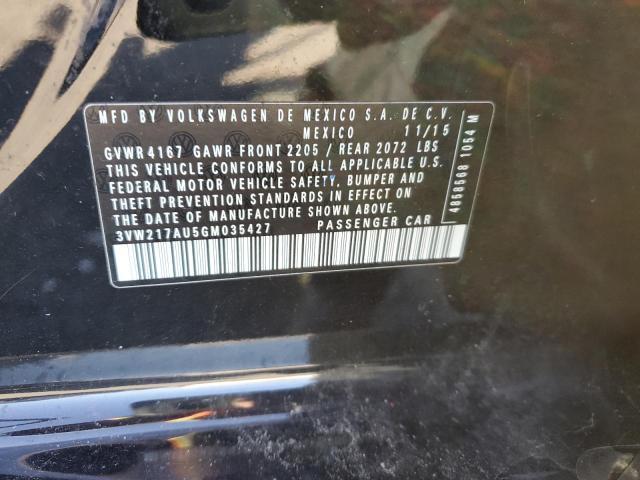 MFD BY VOLKSWAGEN DE MEXICO S.A. DE C.V.
MEXICO 11/15
GVWR 4167 GAWR FRONT 2205 / REAR 2072 LBS
THIS VEHICLE CONFORMS TO ALL APPLICABLE U.S.
FEDERAL MOTOR VEHICLE SAFETY, BUMPER AND
THEFT PREVENTION STANDARDS IN EFFECT ON
THE DATE OF MANUFACTURE SHOWN ABOVE.
3VW217AU5GM035427 PASSENGER CAR
4858568 1054 M